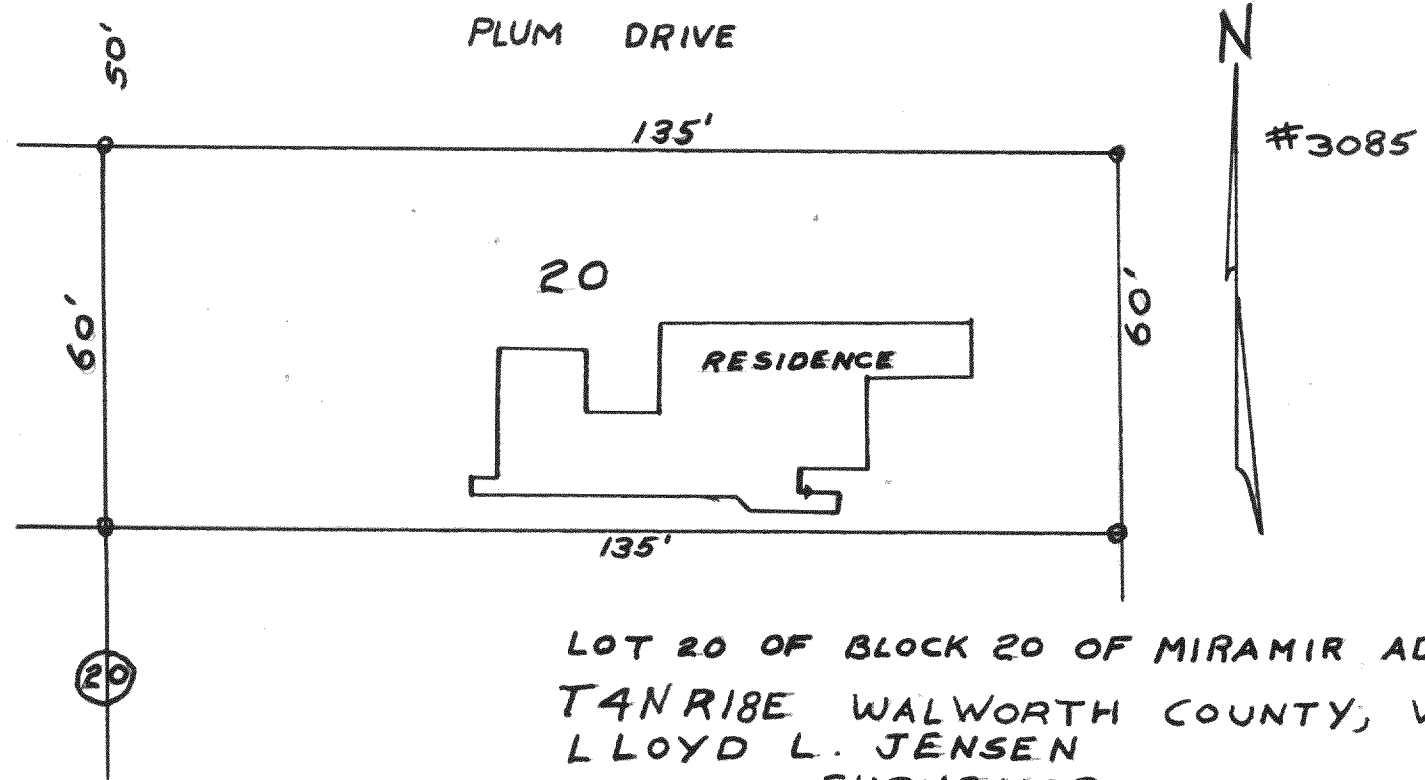 50'
PLUM DRIVE
N
135'
#3085
20
60'
60'
RESIDENCE
135'
LOT 20 OF BLOCK 20 OF MIRAMIR
20
T4N R18E WALWORTH COUNTY,
LLOYD L. JENSEN